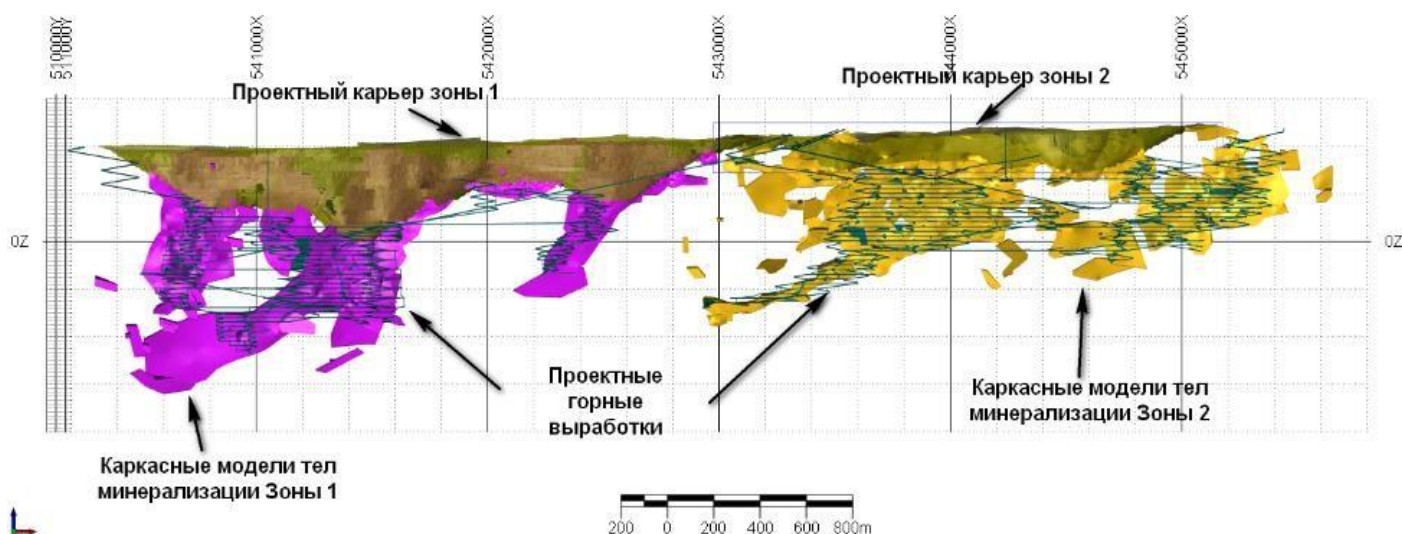 510000X
511000Y
541000X
542000X
543000X
544000X
545000X
Проектный карьер зоны 1
Проектный карьер зоны 2
0Z
0Z
Проектные
горные
выработки
Каркасные модели тел
минерализации Зоны 2
Каркасные модели тел
минерализации Зоны 1
200 0 200 400 600 800m